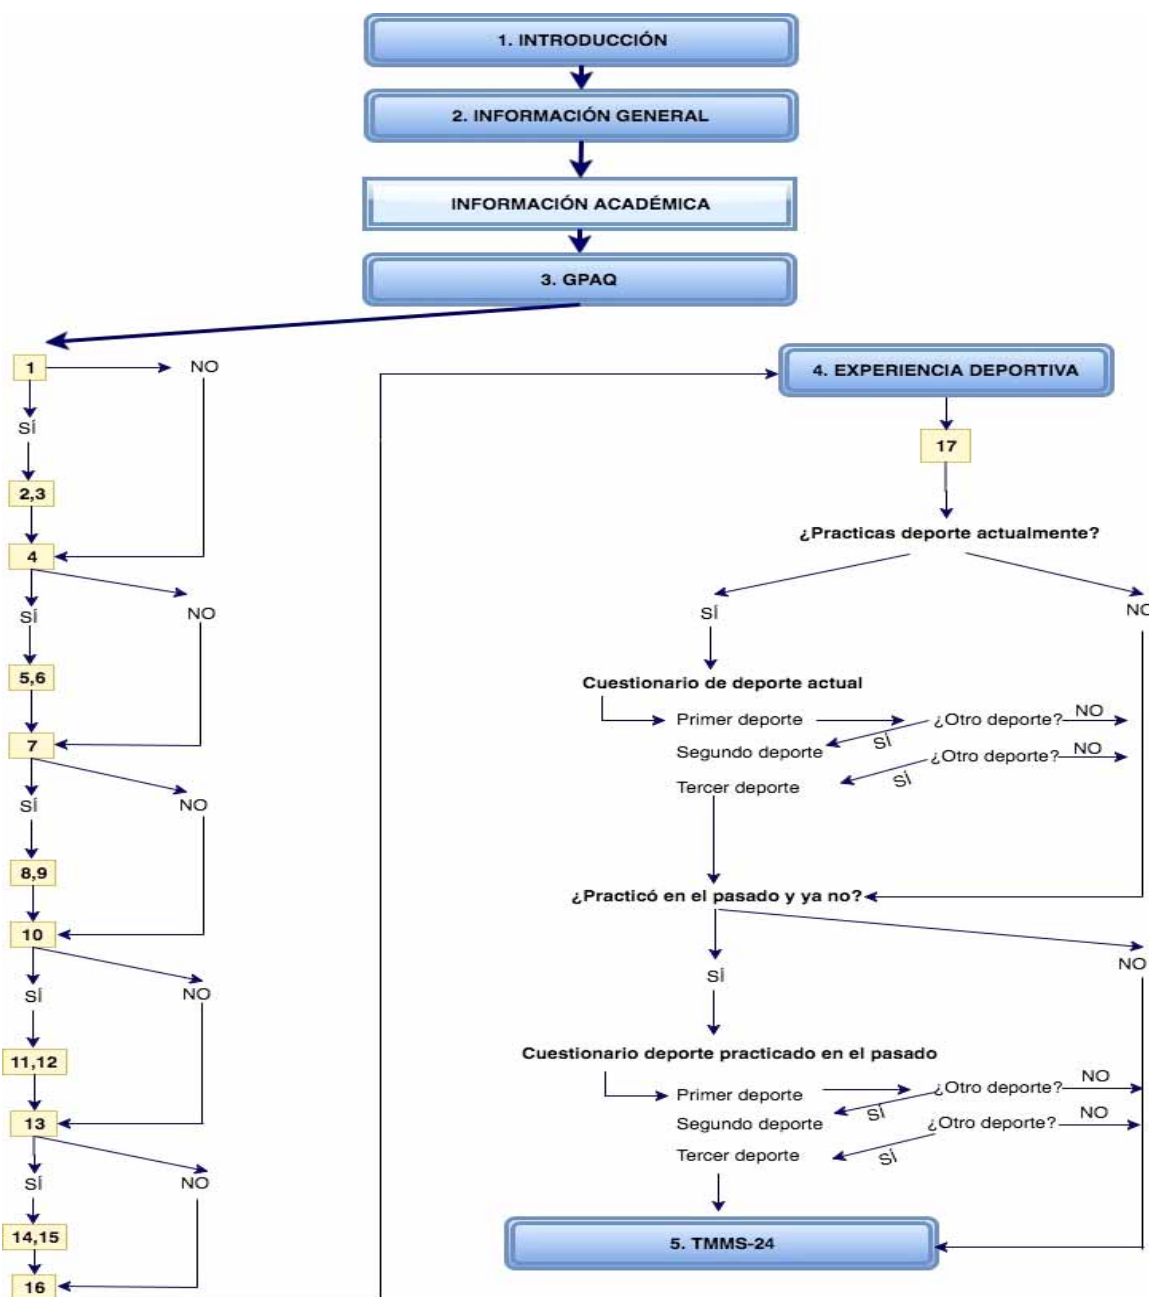 1. INTRODUCCIÓN
2. INFORMACIÓN GENERAL
INFORMACIÓN ACADÉMICA
3. GPAQ
1
NO
SÍ
2,3
4
SÍ
NO
5,6
7
SÍ
NO
8,9
10
SÍ
NO
11,12
13
SÍ
NO
14,15
16
4. EXPERIENCIA DEPORTIVA
17
¿Practicas deporte actualmente?
SÍ
NO
Cuestionario de deporte actual
Primer deporte
¿Otro deporte?
NO
Segundo deporte
SÍ
¿Otro deporte?
NO
Tercer deporte
SÍ
¿Practicó en el pasado y ya no?
SÍ
NO
Cuestionario deporte practicado en el pasado
Primer deporte
¿Otro deporte?
NO
Segundo deporte
SÍ
¿Otro deporte?
NO
Tercer deporte
SÍ
5. TMMS-24